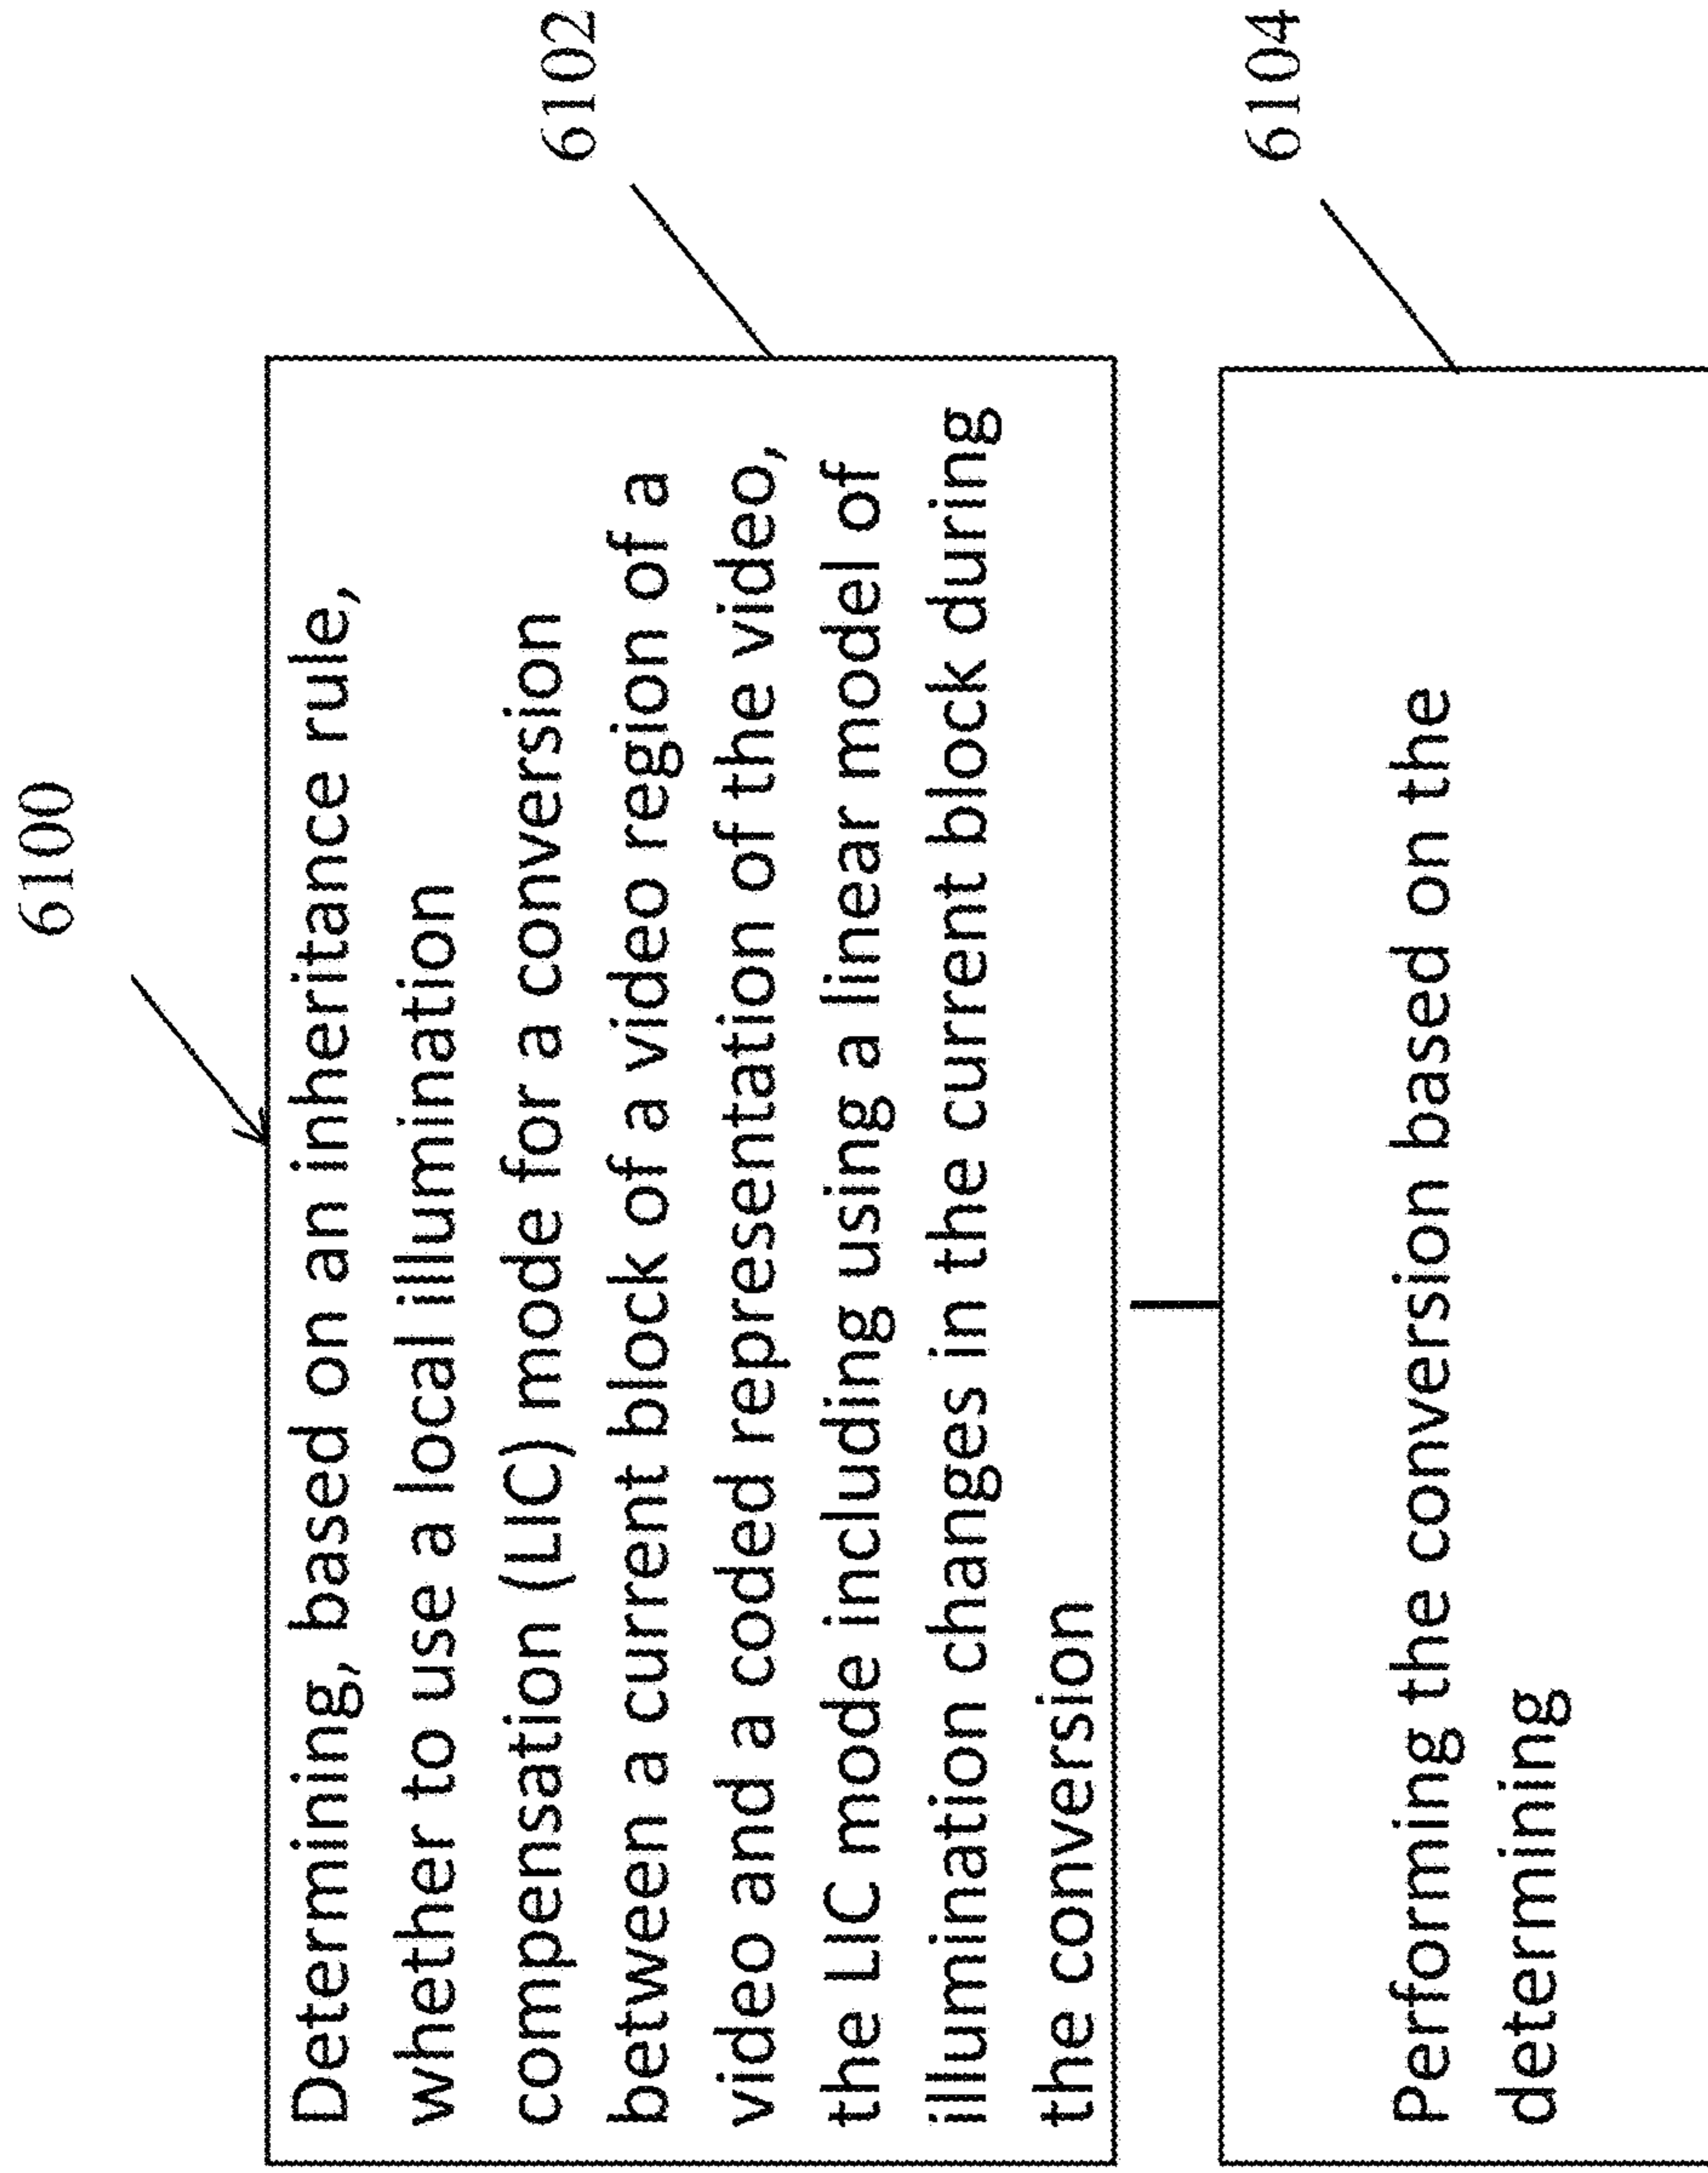 6100
Determining, based on an inheritance rule,
whether to use a local illumination
compensation (LIC) mode for a conversion
between a current block of a video region of a
video and a coded representation of the video,
the LIC mode including using a linear model of
illumination changes in the current block during
the conversion
6102
Performing the conversion based on the
determining
6104